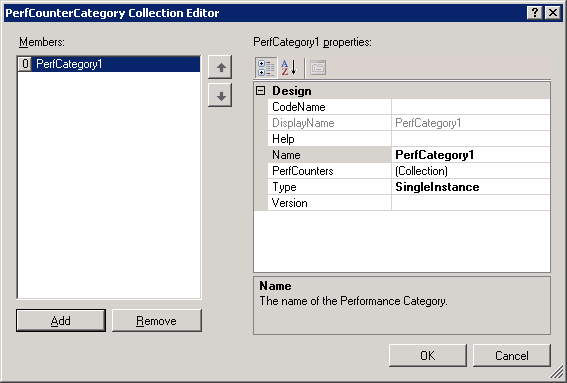 PerfCounterCategory Collection Editor
Members:
0 PerfCategory1
Add
Remove
PerfCategory1 properties:
Design
CodeName
DisplayName PerfCategory1
Help
Name PerfCategory1
PerfCounters (Collection)
Type SingleInstance
Version
Name
The name of the Performance Category.
OK
Cancel